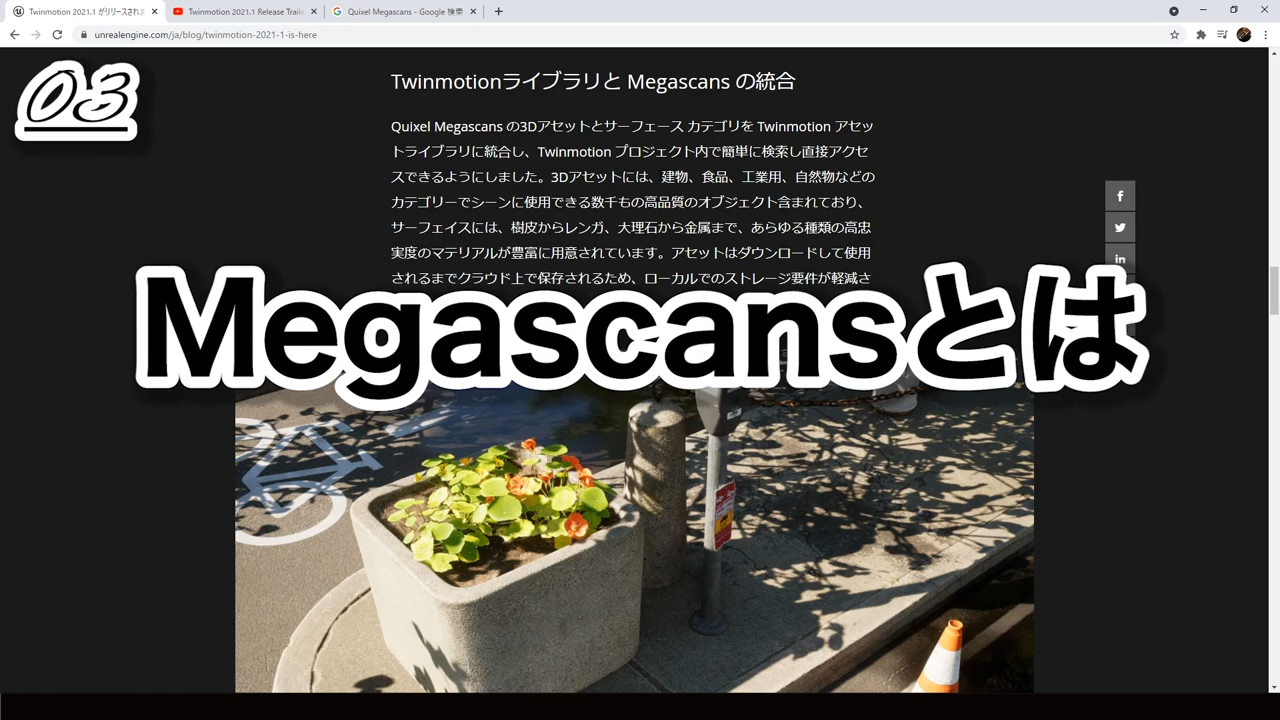 Twinmotion 2021.1 がリリースされま
Twinmotion 2021.1 Release Traile
Quixel Megascans - Google 検索
unrealengine.com/ja/blog/twinmotion-2021-1-is-here
03
Twinmotionライブラリと Megascans の統合
Quixel Megascans の3Dアセットとサーフェース カテゴリを Twinmotion アセッ
トライブラリに統合し、Twinmotion プロジェクト内で簡単に検索し直接アクセ
スできるようにしました。3Dアセットには、建物、食品、工業用、自然物などの
カテゴリーでシーンに使用できる数千もの高品質のオブジェクト含まれており、
サーフェイスには、樹皮からレンガ、大理石から金属まで、あらゆる種類の高忠
実度のマテリアルが豊富に用意されています。アセットはダウンロードして使用
されるまでクラウド上で保存されるため、ローカルでのストレージ要件が軽減さ
Megascansとは